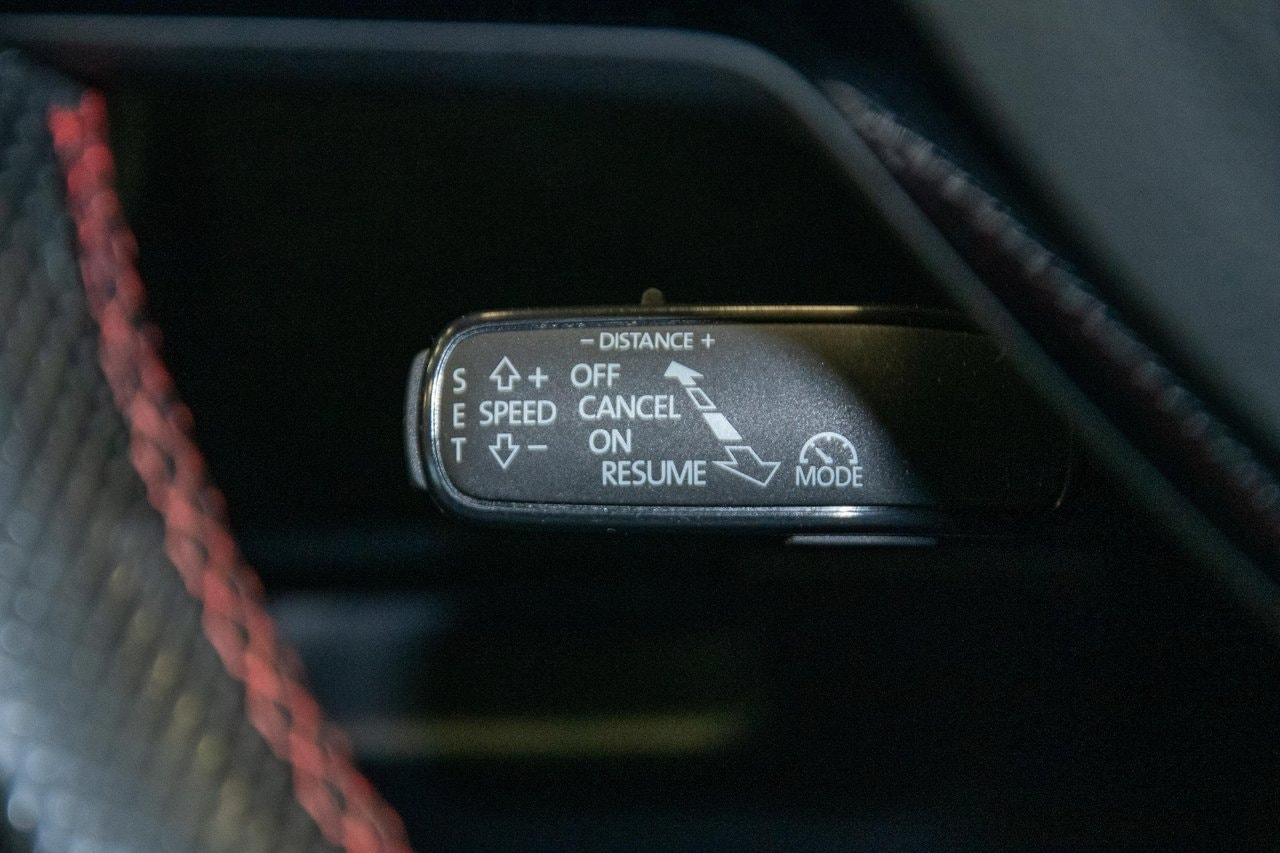 – DISTANCE +
S E T
+
SPEED
–
OFF
CANCEL
ON
RESUME
MODE